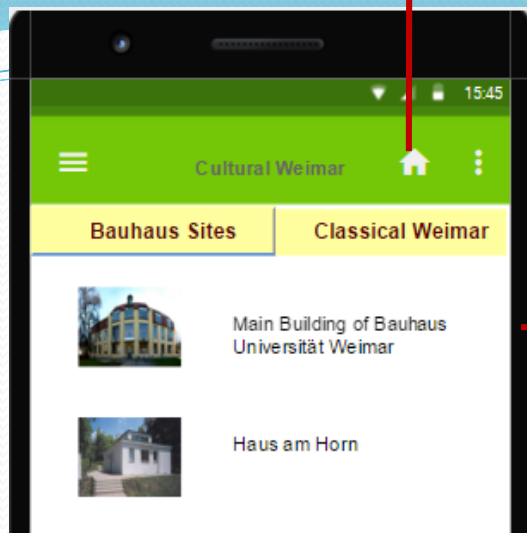 15:45
Cultural Weimar
Bauhaus Sites
Classical Weimar
Main Building of Bauhaus
Universität Weimar
Haus am Horn